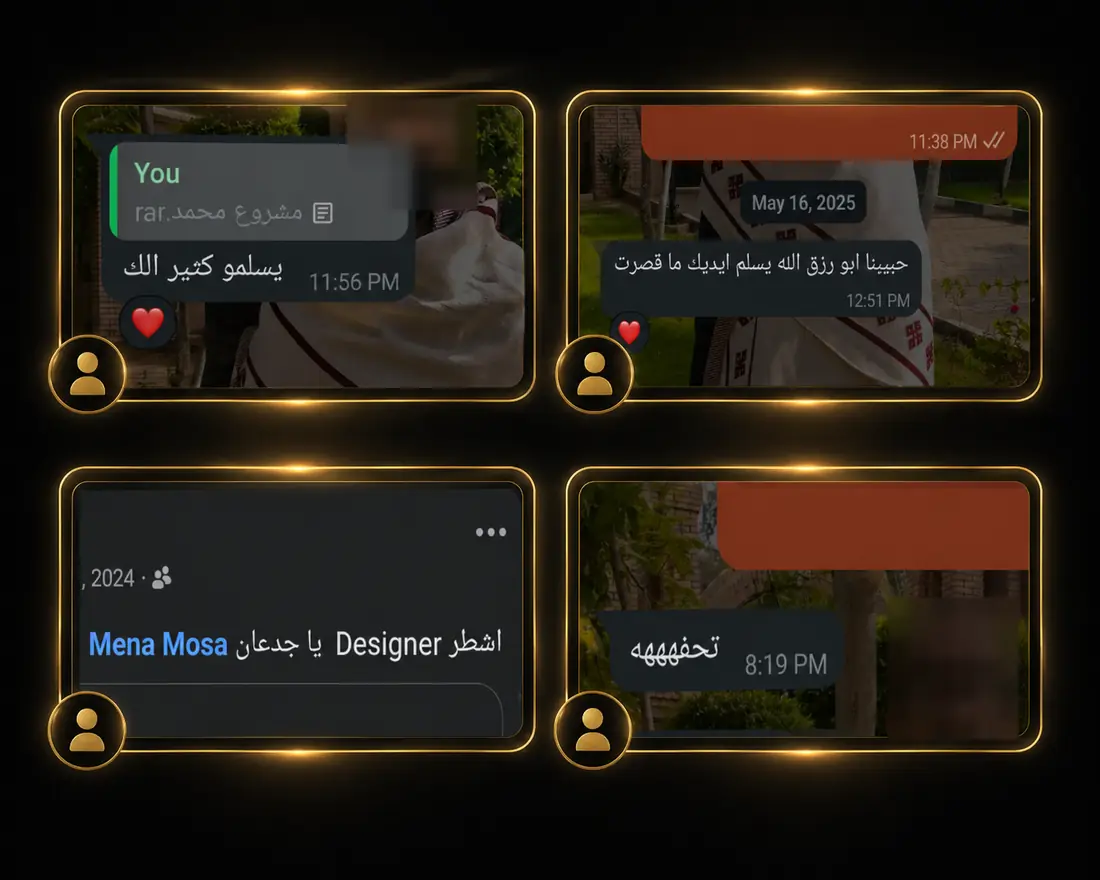 You
مشروع محمد.rar
يسلمو كثير الك
11:56 PM
11:38 PM
May 16, 2025
حبيبنا ابو رزق الله يسلم ايديك ما قصرت
12:51 PM
, 2024 ·
اشطر Designer يا جدعان Mena Mosa
تحفهههه
8:19 PM